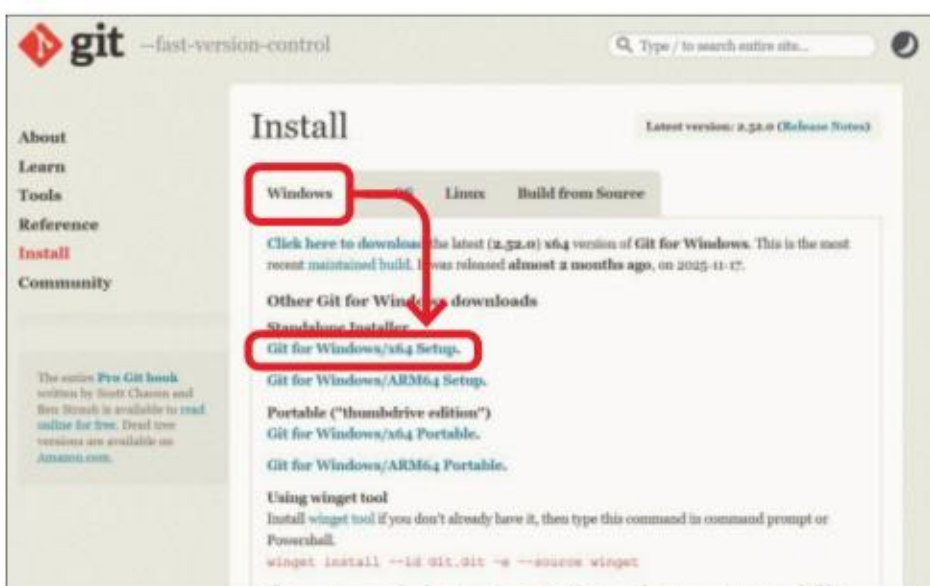 git --fast-version-control
Type / to search entire site...
About
Learn
Tools
Reference
Install
Community
The entire Pro Git book
written by Scott Chacon and
Ben Straub is available to read
online for free. Dead tree
versions are available on
Amazon.com.
Install
Latest version: 2.52.0 (Release Notes)
Windows
Linux
Build from Source
Click here to download the latest (2.52.0) x64 version of Git for Windows. This is the most
recent maintained build. It was released almost 2 months ago, on 2025-11-17.
Other Git for Windows downloads
Standalone Installer
Git for Windows/x64 Setup.
Git for Windows/ARM64 Setup.
Portable ("thumbdrive edition")
Git for Windows/x64 Portable.
Git for Windows/ARM64 Portable.
Using winget tool
Install winget tool if you don't already have it, then type this command in command prompt or
Powershell.
winget install --id Git.Git -e --source winget